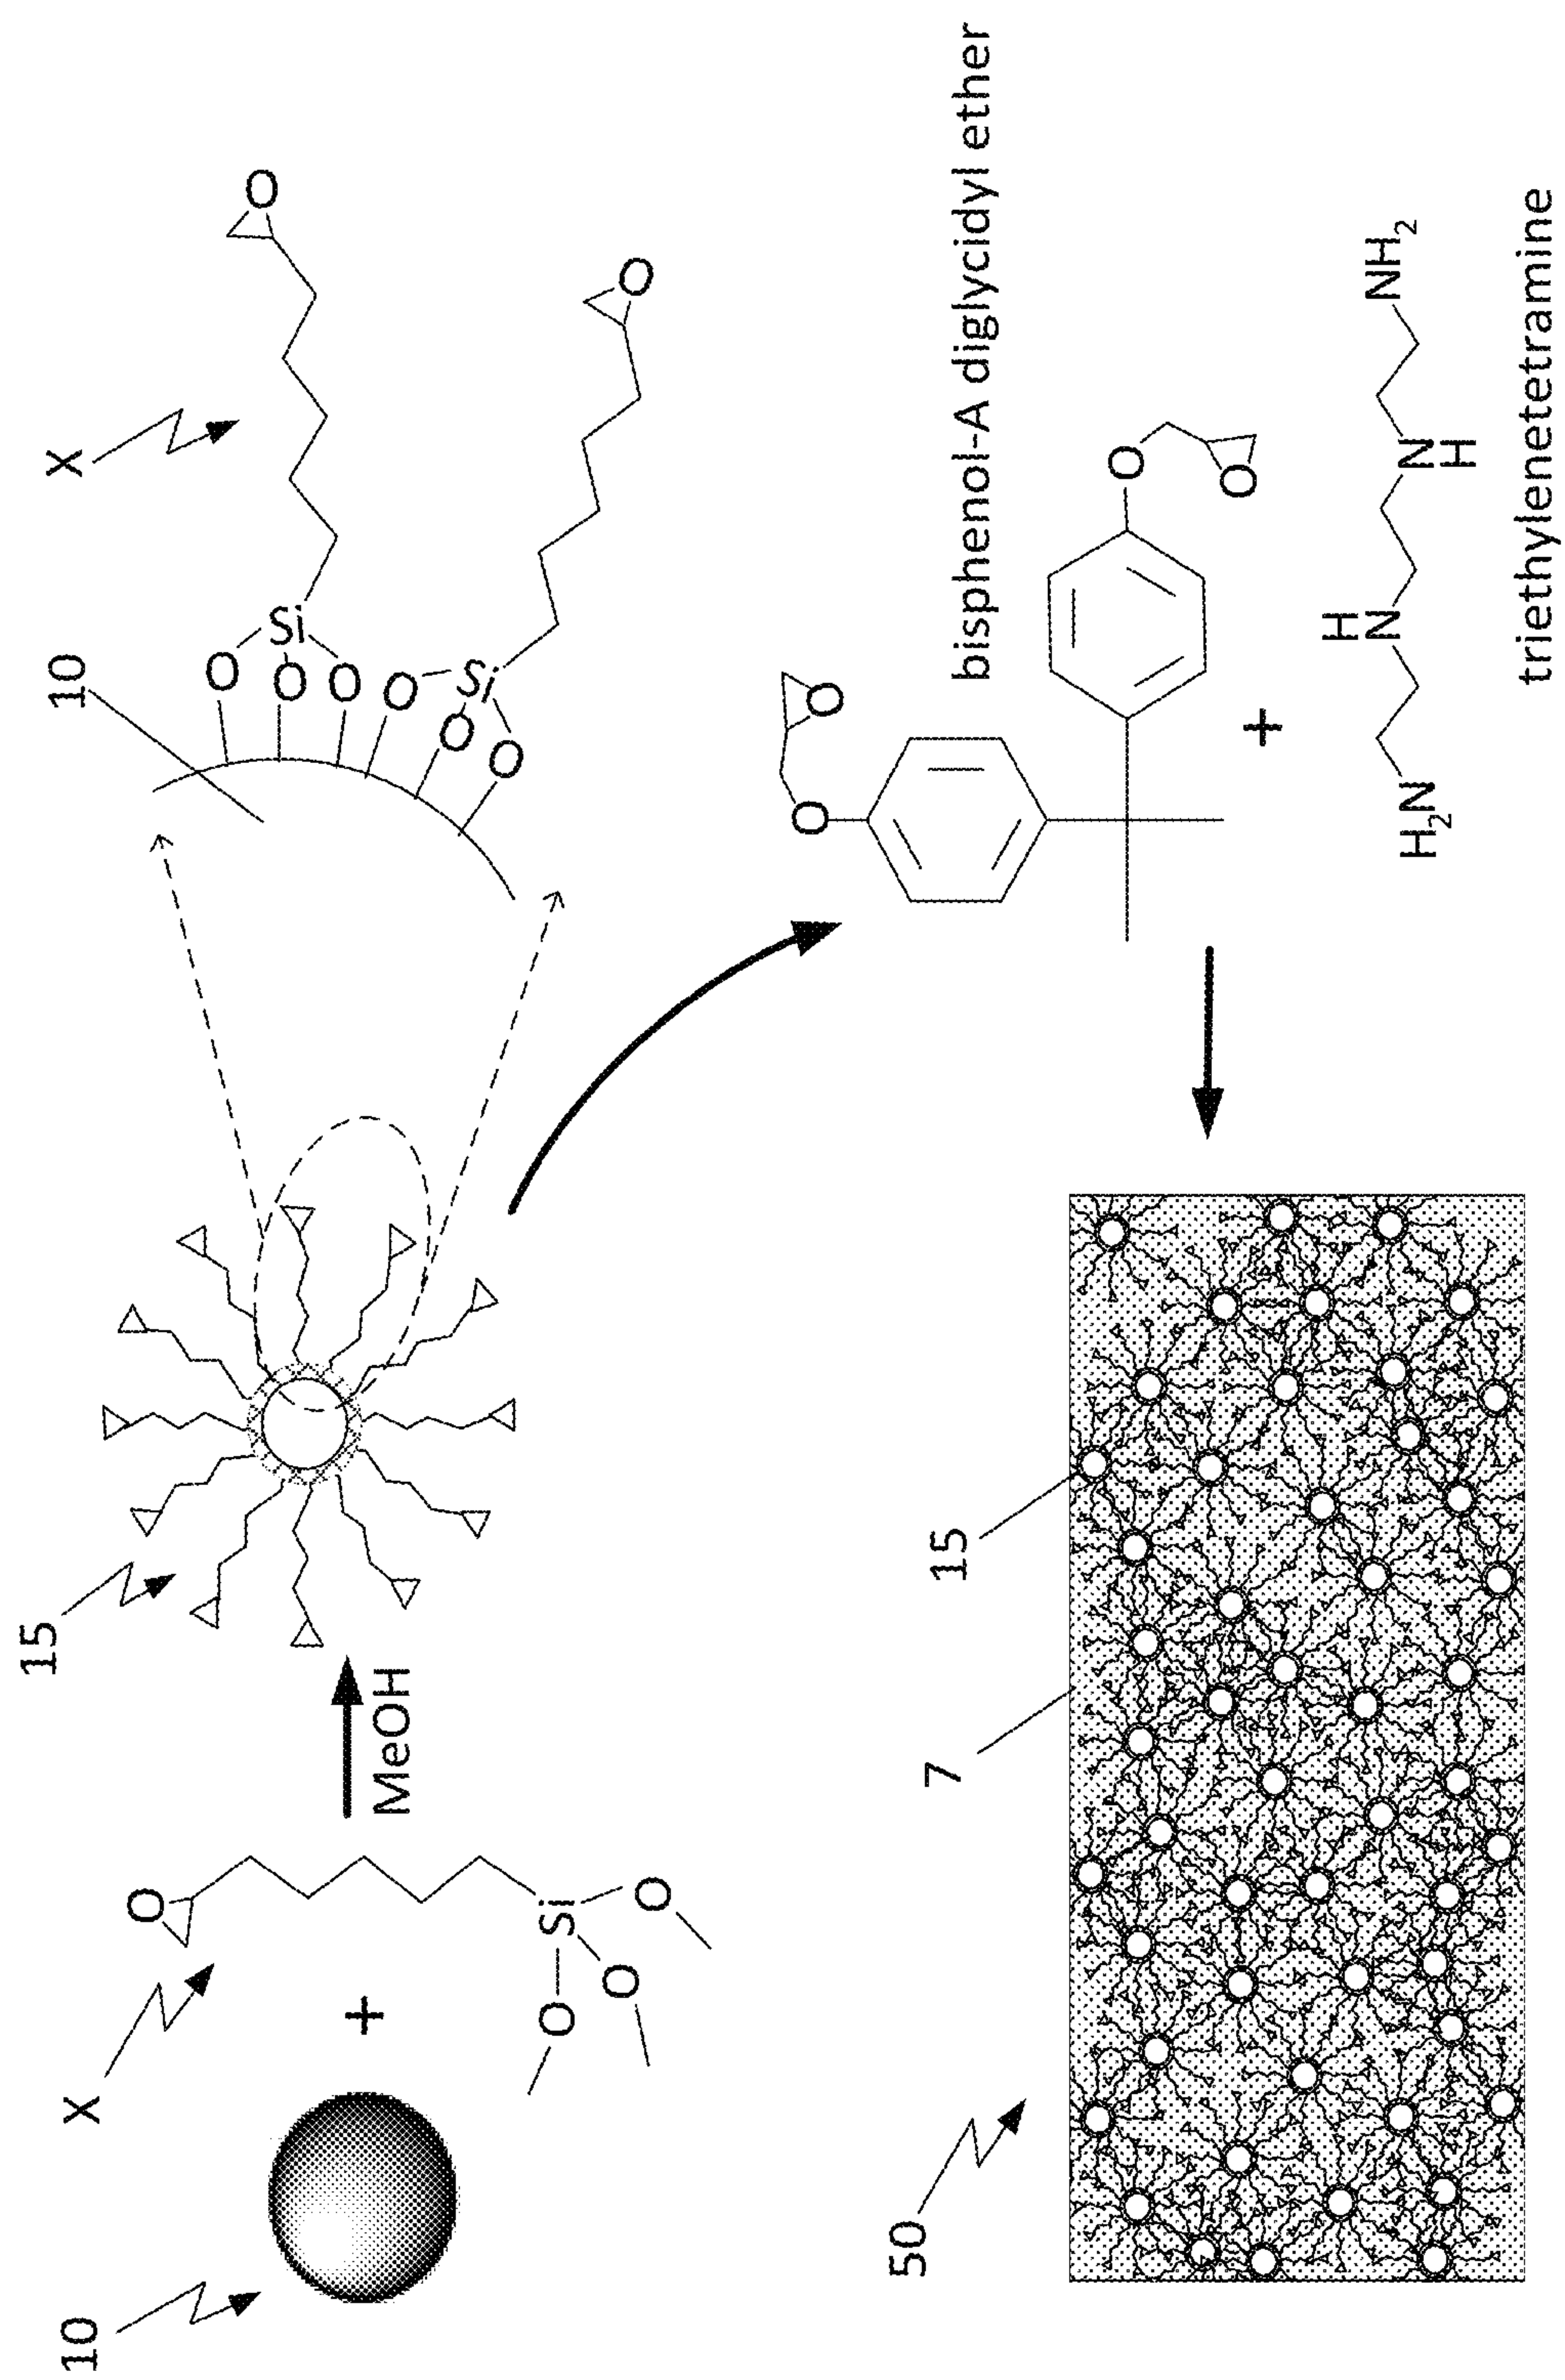 10
X
15
10
X
O
+
Si
O
O
O
MeOH
O
O
O
Si
O
O
O
O
Si
O
50
7
15
O
O
O
O
bisphenol-A diglycidyl ether
+
H₂N
H
N
N
H
NH₂
triethylenetetramine